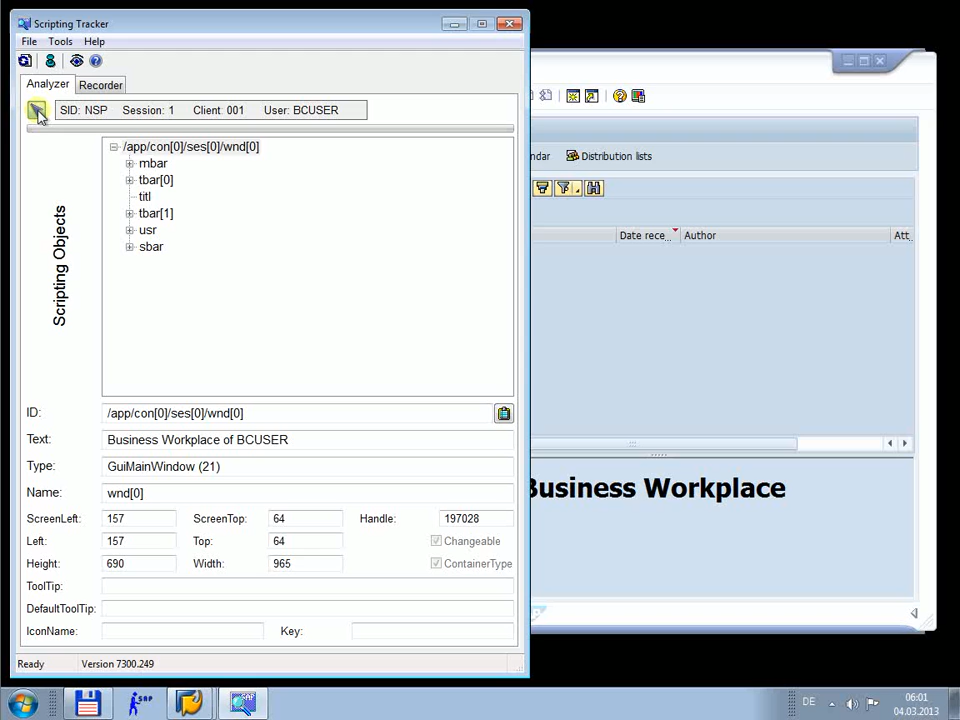 Scripting Tracker
File Tools Help
Analyzer Recorder
SID: NSP Session: 1 Client: 001 User: BCUSER
/app/con[0]/ses[0]/wnd[0]
mbar
tbar[0]
titl
tbar[1]
usr
sbar
Scripting Objects
ID: /app/con[0]/ses[0]/wnd[0]
Text: Business Workplace of BCUSER
Type: GuiMainWindow (21)
Name: wnd[0]
ScreenLeft: 157 ScreenTop: 64 Handle: 197028
Left: 157 Top: 64 Changeable
Height: 690 Width: 965 ContainerType
ToolTip:
DefaultToolTip:
IconName: Key:
Ready Version 7300.249
ndar Distribution lists
Date rece... Author Att..
Business Workplace
SNP
DE 06:01
04.03.2013